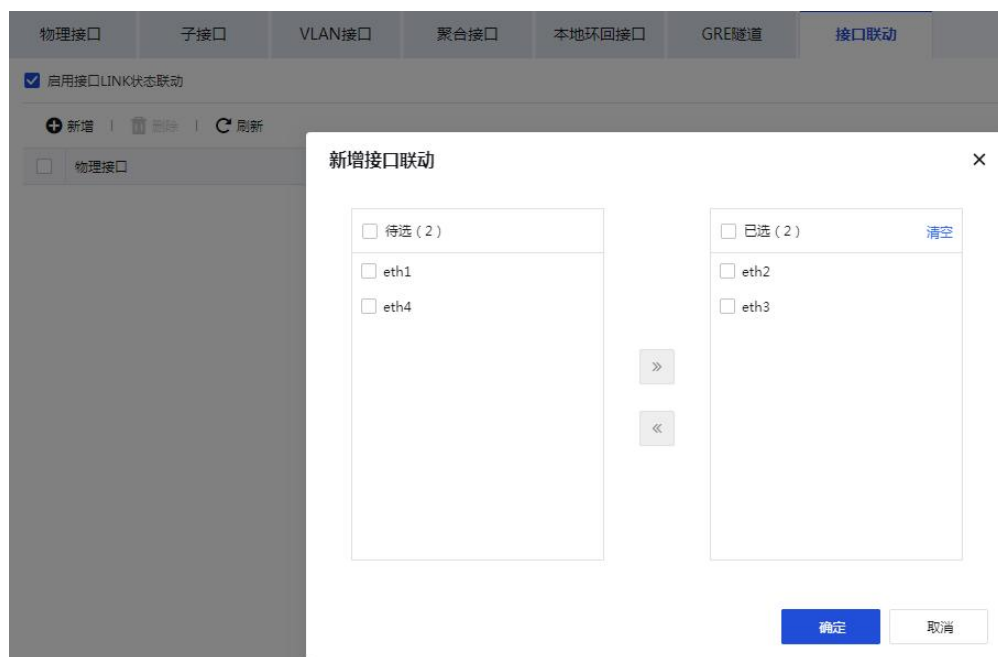 物理接口 子接口 VLAN接口 聚合接口 本地环回接口 GRE隧道 接口联动
启用接口LINK状态联动
新增 删除 刷新
物理接口
新增接口联动
待选(2) 已选(2) 清空
eth1 eth2
eth4 eth3
确定 取消